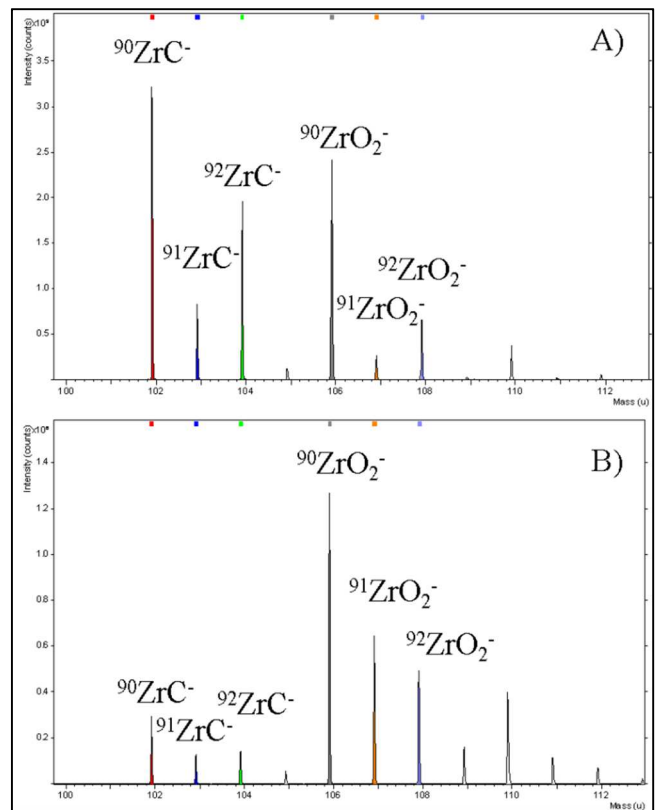 Intensity (counts)
A)
3.5
3.0
2.5
2.0
1.5
1.0
0.5
⁹⁰ZrC-
⁹¹ZrC-
⁹²ZrC-
⁹⁰ZrO₂-
⁹¹ZrO₂-
⁹²ZrO₂-
100 102 104 106 108 110 112
Mass (u)
Intensity (counts)
B)
1.4
1.2
1.0
0.8
0.6
0.4
0.2
⁹⁰ZrC-
⁹¹ZrC-
⁹²ZrC-
⁹⁰ZrO₂-
⁹¹ZrO₂-
⁹²ZrO₂-
100 102 104 106 108 110 112
Mass (u)